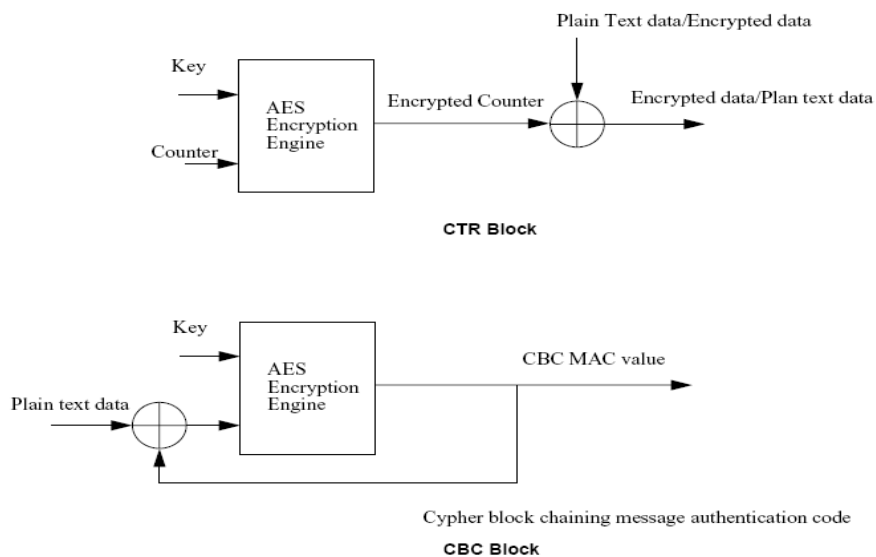 Plain Text data/Encrypted data
Key
AES
Encryption
Engine
Encrypted Counter
Encrypted data/Plan text data
Counter
CTR Block
Key
AES
Encryption
Engine
CBC MAC value
Plain text data
Cypher block chaining message authentication code
CBC Block